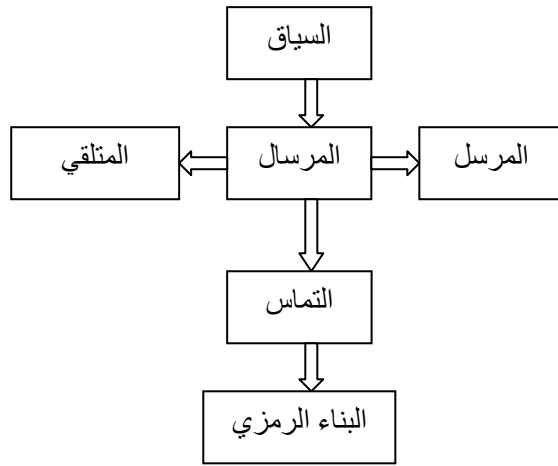 السياق
المرسل
المرسال
المتلقي
التماس
البناء الرمزي